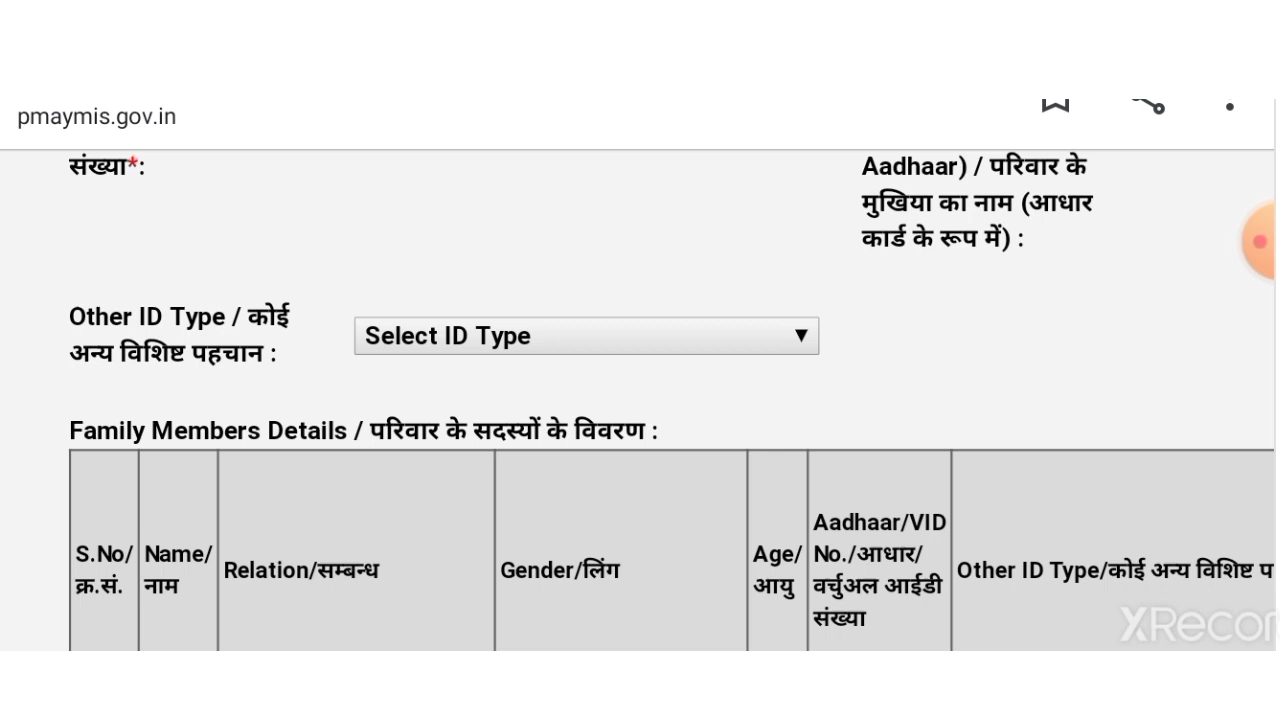 pmaymis.gov.in
संख्या*:
Aadhaar) / परिवार के
मुखिया का नाम (आधार
कार्ड के रूप में) :
Other ID Type / कोई
अन्य विशिष्ट पहचान :
Select ID Type
Family Members Details / परिवार के सदस्यों के विवरण :
S.No/
क्र.सं.
Name/
नाम
Relation/सम्बन्ध
Gender/लिंग
Age/
आयु
Aadhaar/VID
No./आधार/
वर्चुअल आईडी
संख्या
Other ID Type/कोई अन्य विशिष्ट प
XRecor